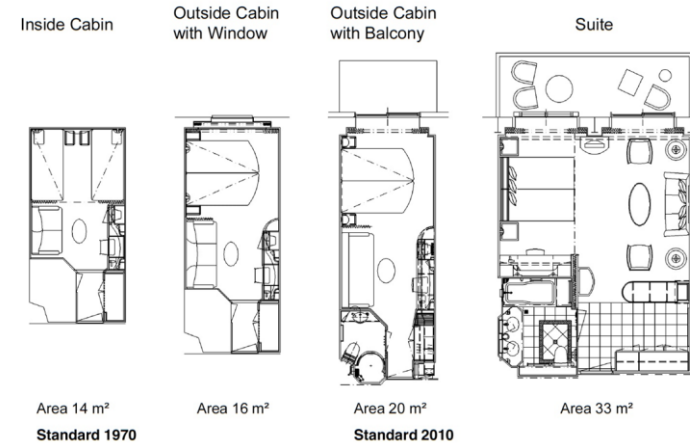 Inside Cabin
Outside Cabin
with Window
Outside Cabin
with Balcony
Suite
Area 14 m²
Area 16 m²
Area 20 m²
Area 33 m²
Standard 1970
Standard 2010